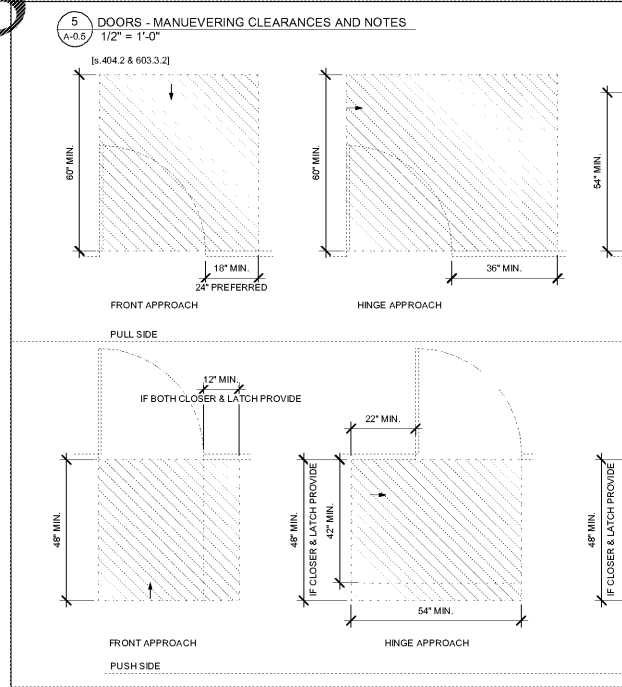 5 DOORS - MANUEVERING CLEARANCES AND NOTES
A-0.5 1/2" = 1'-0"
[s.404.2 & 603.3.2]
60" MIN.
60" MIN.
54" MIN.
18" MIN.
24" PREFERRED
36" MIN.
FRONT APPROACH
HINGE APPROACH
PULL SIDE
12" MIN.
IF BOTH CLOSER & LATCH PROVIDE
22" MIN.
48" MIN.
48" MIN.
IF CLOSER & LATCH PROVIDE
42" MIN.
48" MIN.
IF CLOSER & LATCH PROVIDE
54" MIN.
FRONT APPROACH
HINGE APPROACH
PUSH SIDE